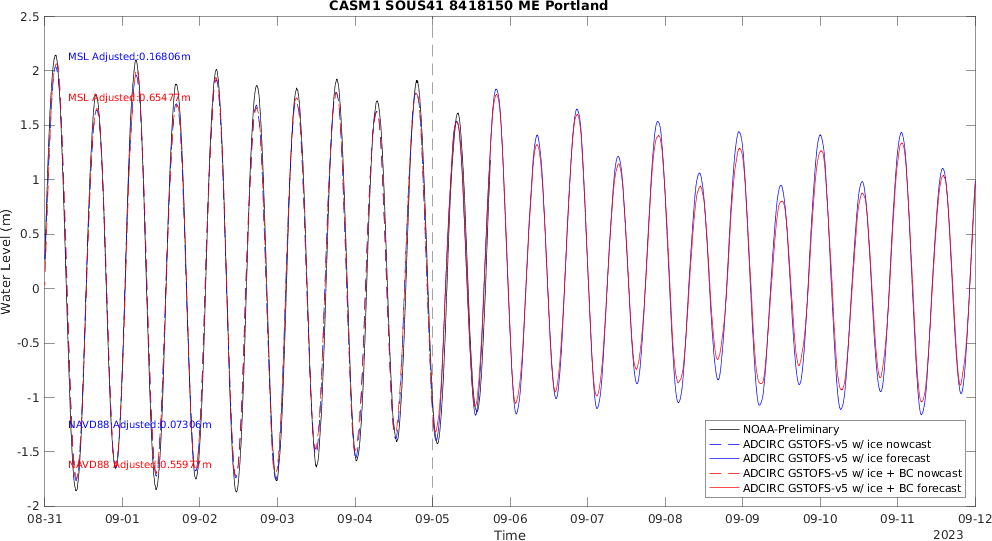 CASM1 SOUS41 8418150 ME Portland
2.5
MSL Adjusted:0.16806m
2
MSL Adjusted:0.65477m
1.5
1
0.5
Water Level (m)
0
-0.5
-1
NAVD88 Adjusted:0.07306m
NOAA-Preliminary
ADCIRC GSTOFS-v5 w/ ice nowcast
-1.5
ADCIRC GSTOFS-v5 w/ ice forecast
NAVD88 Adjusted:0.55977m
ADCIRC GSTOFS-v5 w/ ice + BC nowcast
ADCIRC GSTOFS-v5 w/ ice + BC forecast
-2
08-31 09-01 09-02 09-03 09-04 09-05 09-06 09-07 09-08 09-09 09-10 09-11 09-12
Time
2023